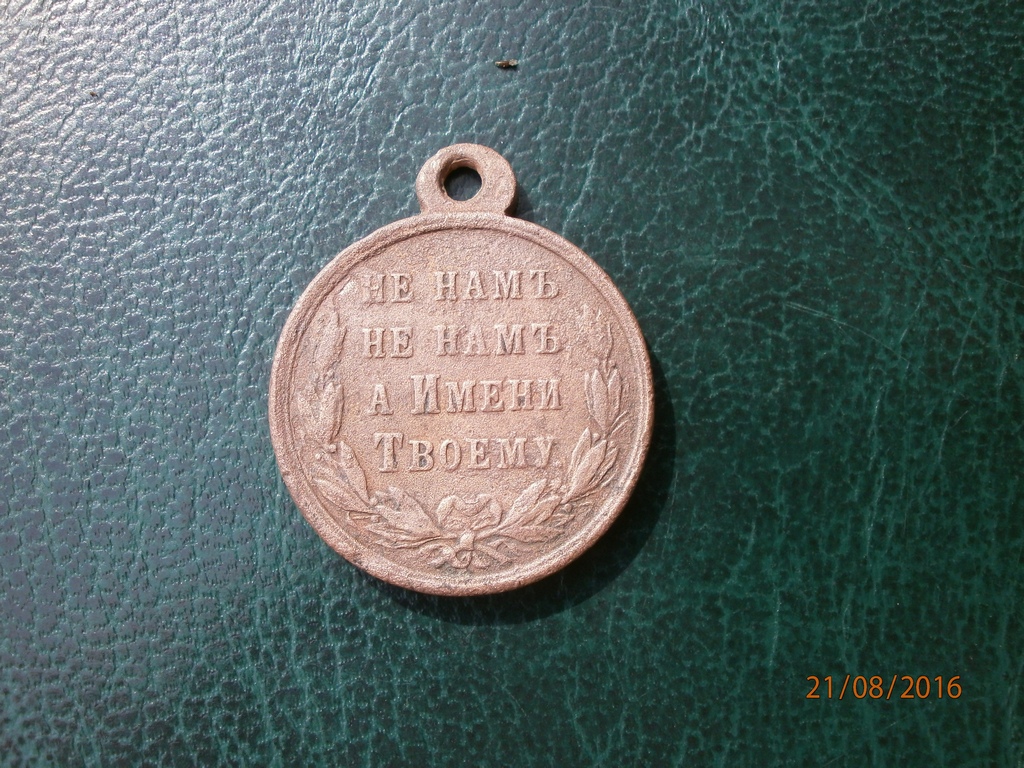 НЕ НАМЪ
НЕ НАМЪ
А ИМЕНИ
ТВОЕМУ
21/08/2016